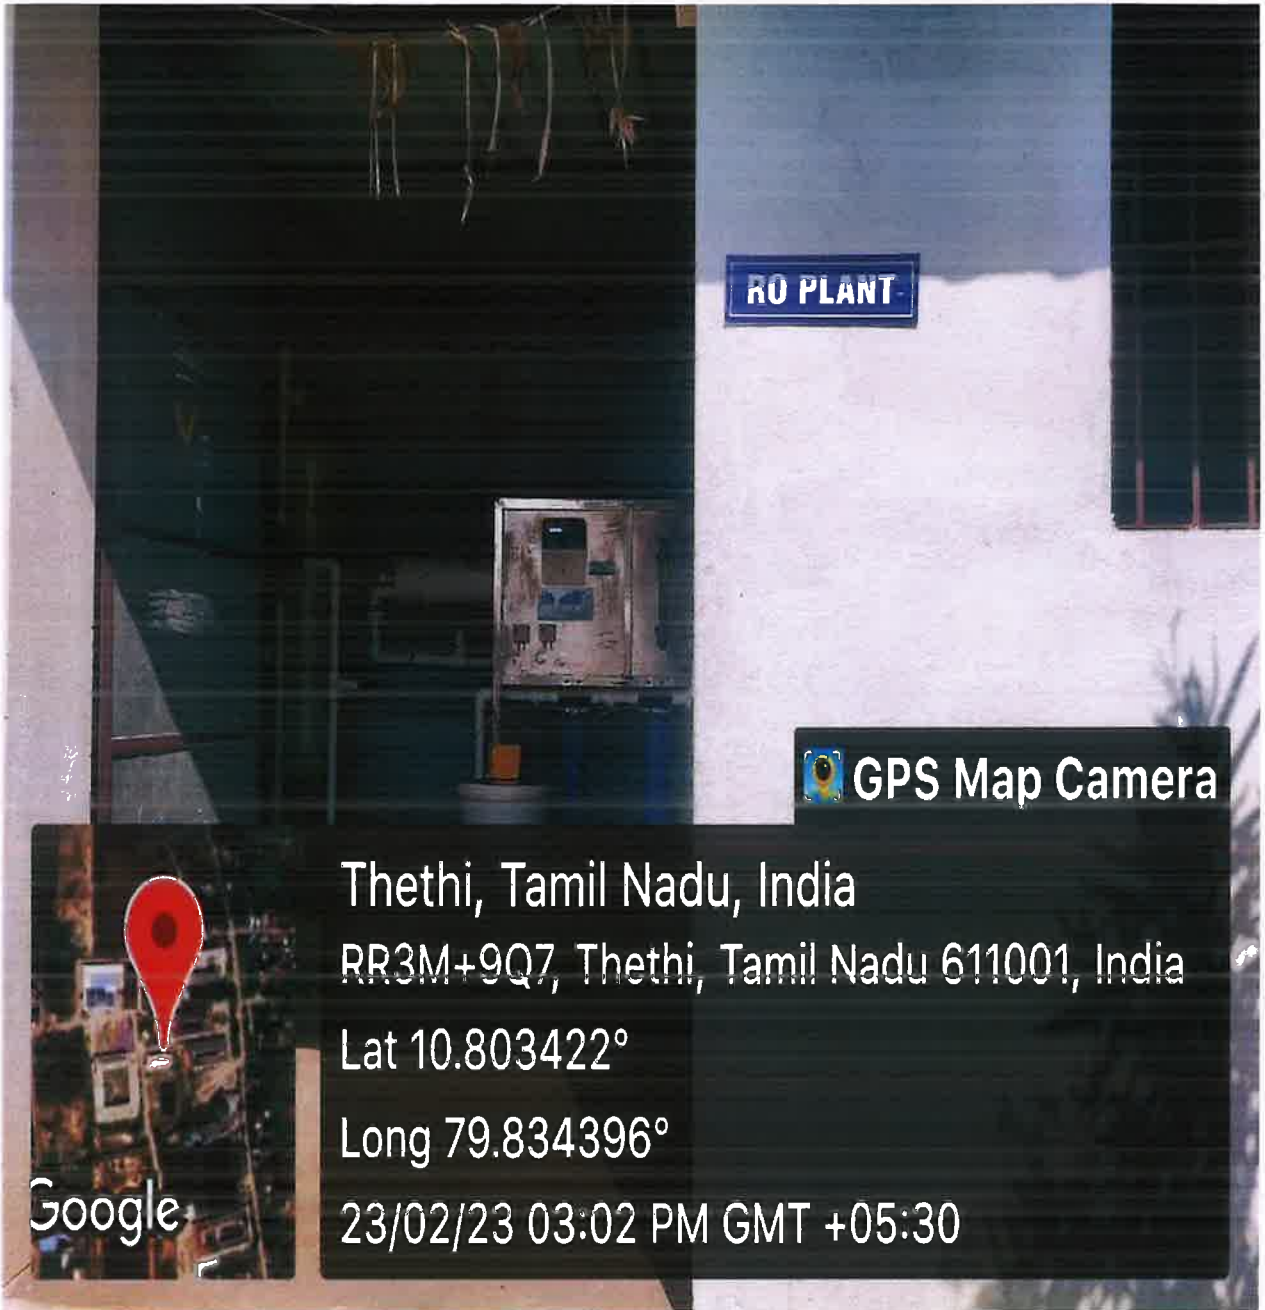 RO PLANT
GPS Map Camera
Thethi, Tamil Nadu, India
RR3M+9Q7, Thethi, Tamil Nadu 611001, India
Lat 10.803422°
Long 79.834396°
23/02/23 03:02 PM GMT +05:30
Google